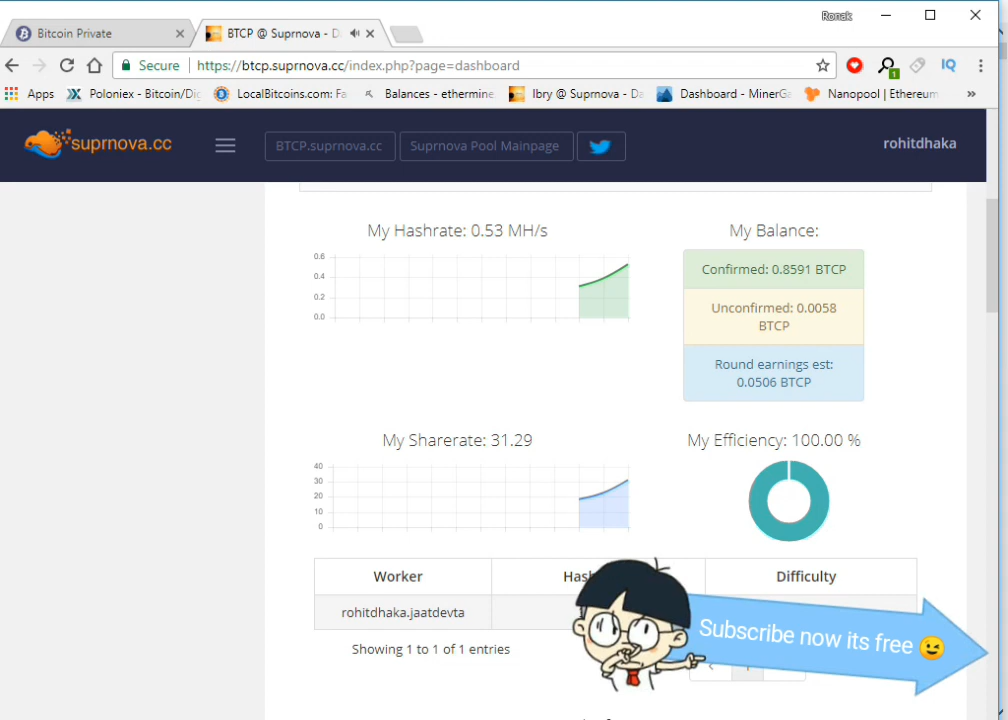 Ronak
Bitcoin Private
BTCP @ Suprnova - D
Secure
https://btcp.suprnova.cc/index.php?page=dashboard
1
IQ
Apps
Poloniex - Bitcoin/Dig
LocalBitcoins.com: Fa
Balances - ethermine.
lbry @ Suprnova - Da
Dashboard - MinerGa
Nanopool | Ethereum
»
suprnova.cc
BTCP.suprnova.cc
Suprnova Pool Mainpage
rohitdhaka
My Hashrate: 0.53 MH/s
0.6
0.4
0.2
0.0
My Balance:
Confirmed: 0.8591 BTCP
Unconfirmed: 0.0058
BTCP
Round earnings est:
0.0506 BTCP
My Sharerate: 31.29
40
30
20
10
0
My Efficiency: 100.00 %
Worker
Has
Difficulty
rohitdhaka.jaatdevta
Showing 1 to 1 of 1 entries
Subscribe now its free 😉